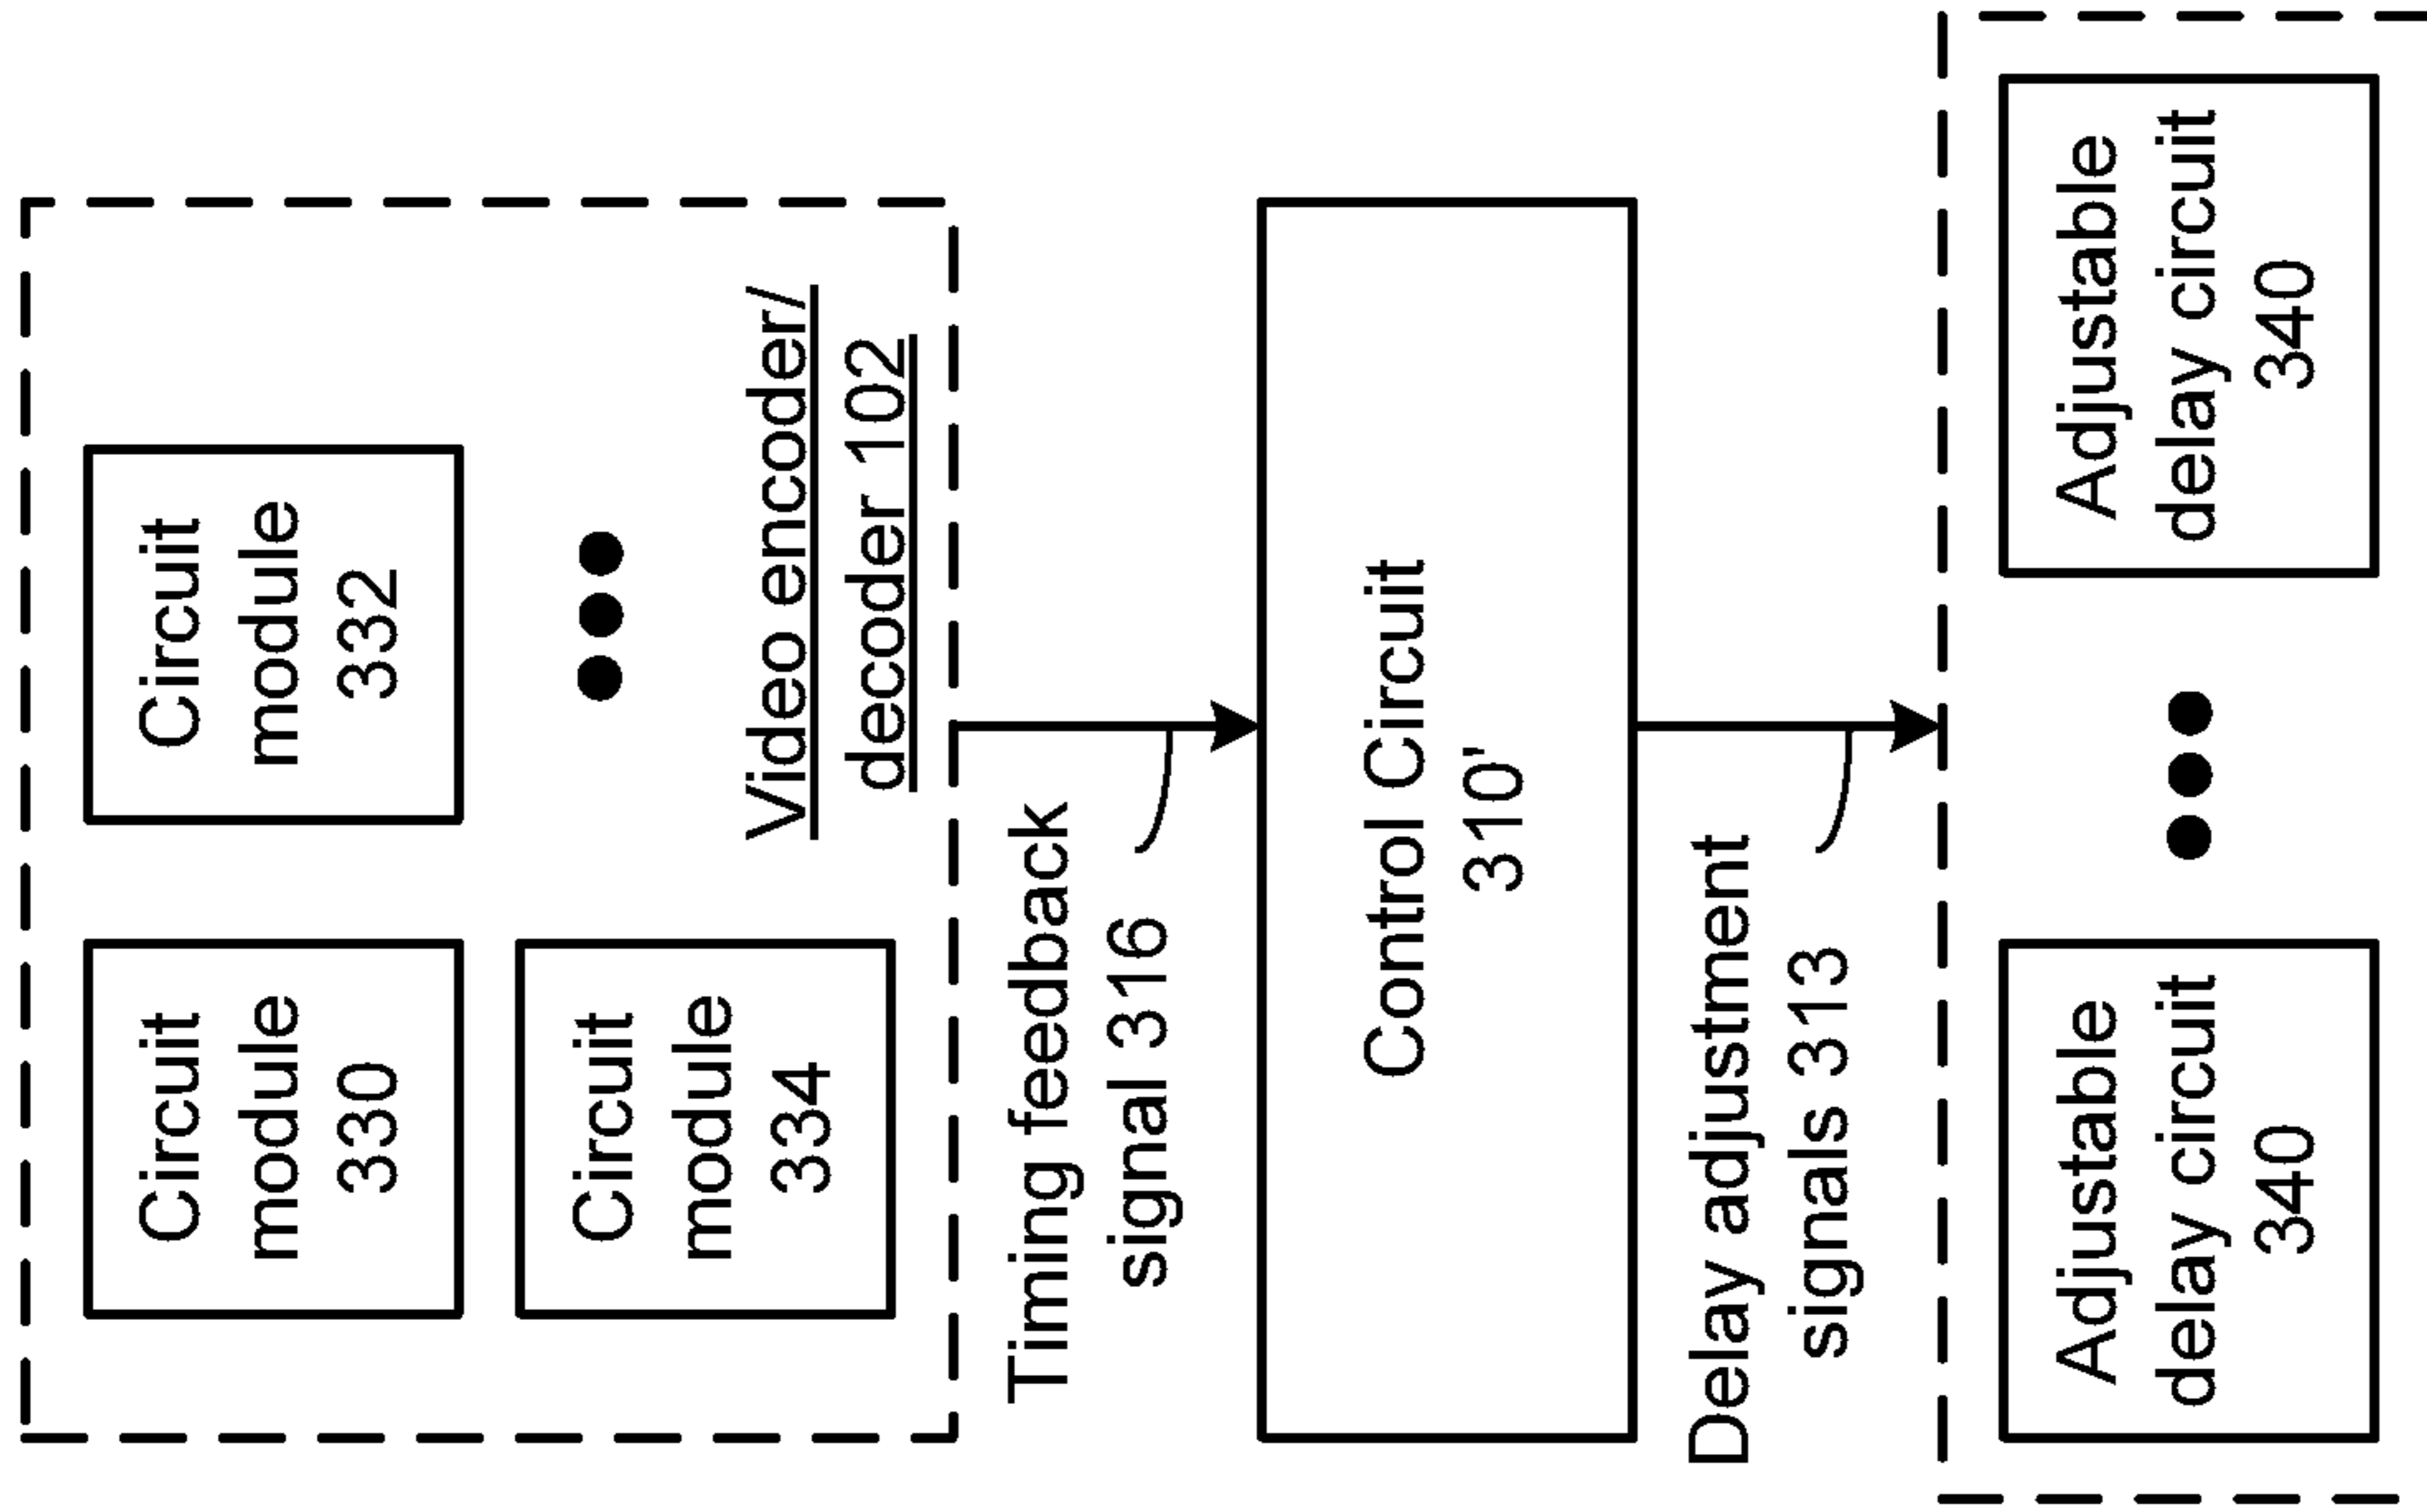 Circuit
module
330
Circuit
module
332
Circuit
module
334
Video encoder/
decoder 102
Timing feedback
signal 316
Control Circuit
310'
Delay adjustment
signals 313
Adjustable
delay circuit
340
Adjustable
delay circuit
340